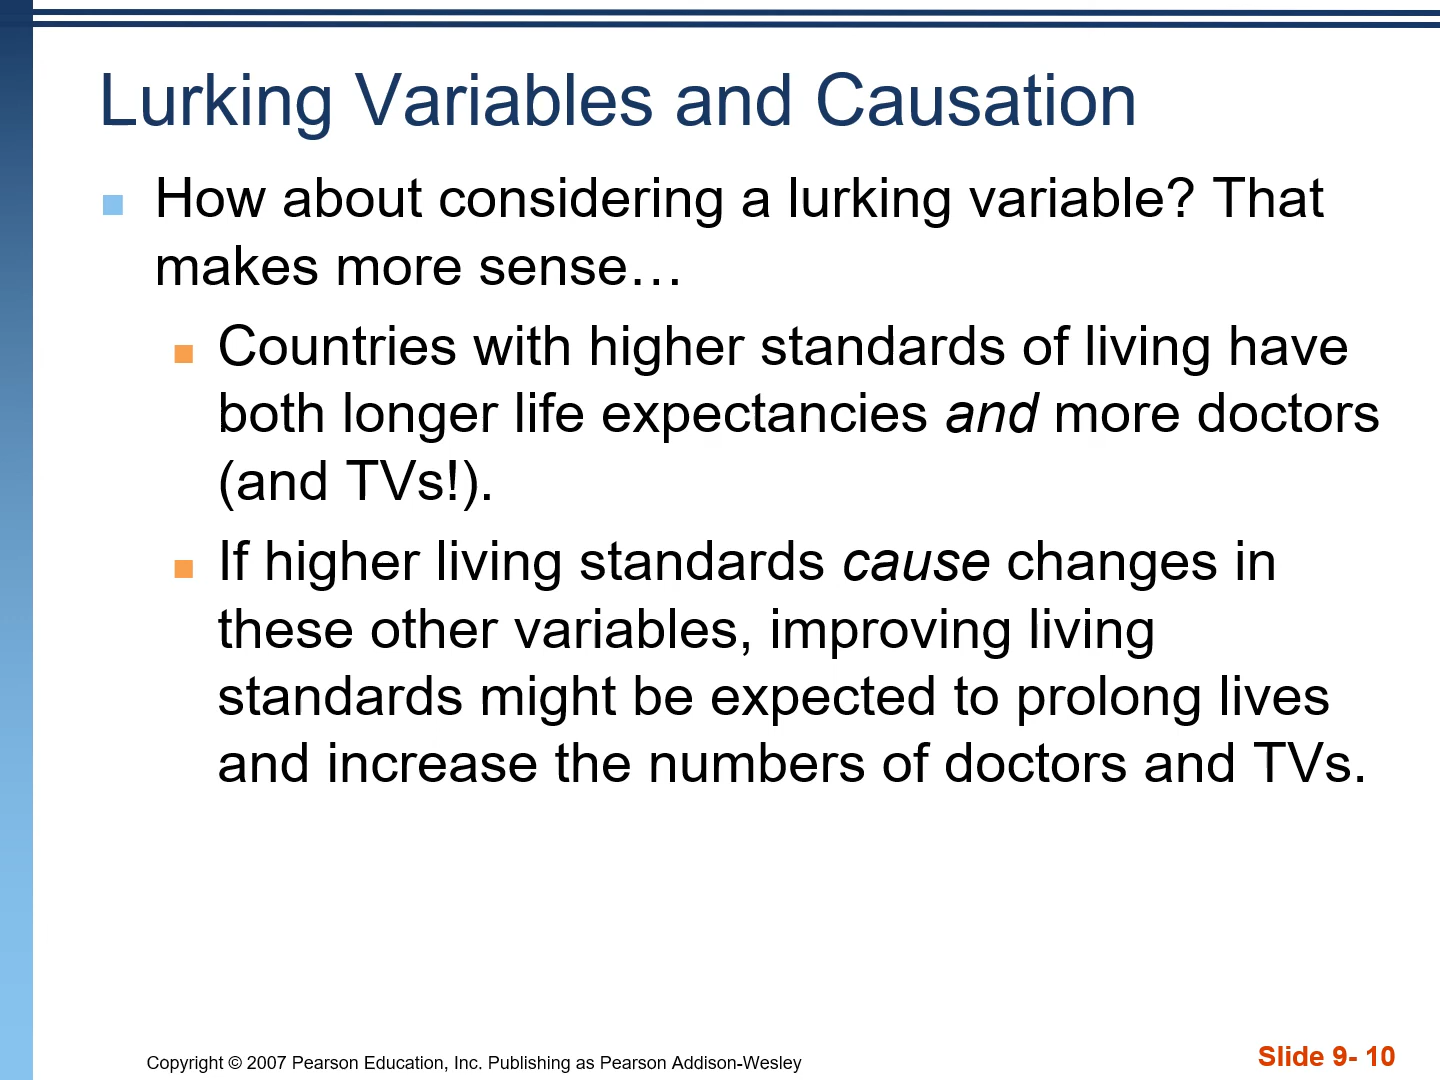 Lurking Variables and Causation
How about considering a lurking variable? That
makes more sense…
Countries with higher standards of living have
both longer life expectancies and more doctors
(and TVs!).
If higher living standards cause changes in
these other variables, improving living
standards might be expected to prolong lives
and increase the numbers of doctors and TVs.
Copyright © 2007 Pearson Education, Inc. Publishing as Pearson Addison-Wesley
Slide 9- 10